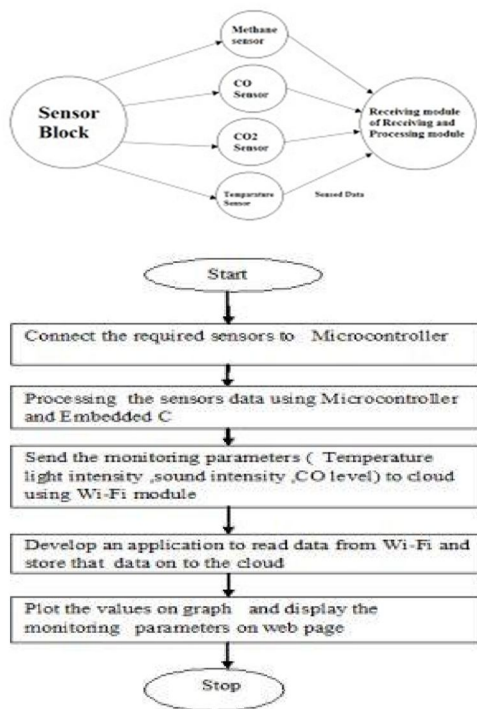 Methane
sensor
CO
Sensor
Sensor
Block
CO2
Sensor
Temparature
Sensor
Sensed Data
Receiving module
of Receiving and
Processing module
Start
Connect the required sensors to Microcontroller
Processing the sensors data using Microcontroller
and Embedded C
Send the monitoring parameters ( Temperature
light intensity ,sound intensity ,CO level) to cloud
using Wi-Fi module
Develop an application to read data from Wi-Fi and
store that data on to the cloud
Plot the values on graph and display the
monitoring parameters on web page
Stop